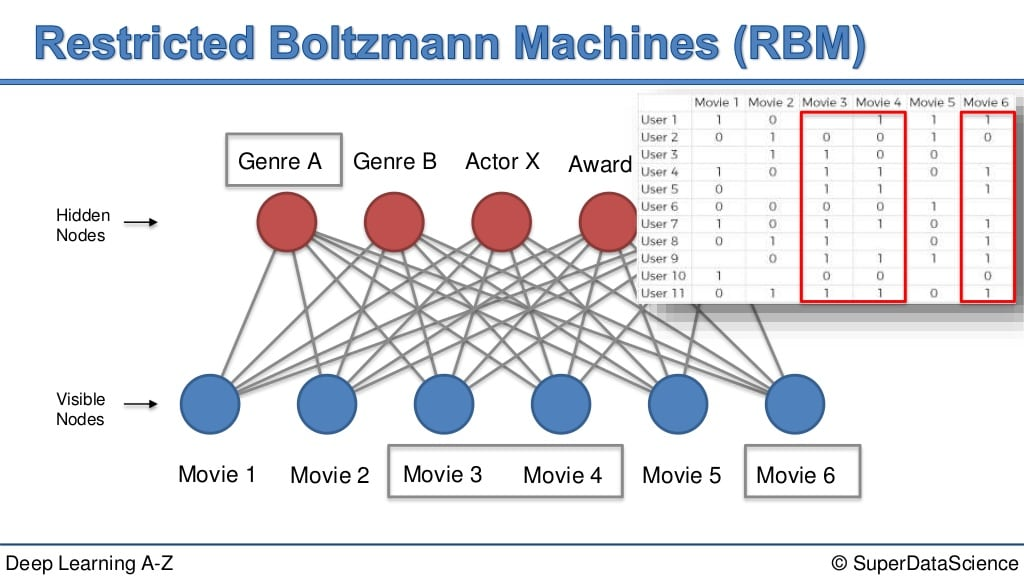 Restricted Boltzmann Machines (RBM)
Movie 1 Movie 2 Movie 3 Movie 4 Movie 5 Movie 6
User 1 1 0 1 1 1
User 2 0 1 0 0 1 0
User 3 1 1 0 0
User 4 1 0 1 1 0 1
User 5 0 1 1 1
User 6 0 0 0 0 1
User 7 1 0 1 1 0 1
User 8 0 1 1 0 1
User 9 0 1 1 1 1
User 10 1 0 0 0
User 11 0 1 1 1 0 1
Genre A Genre B Actor X Award
Hidden
Nodes
Visible
Nodes
Movie 1 Movie 2 Movie 3 Movie 4 Movie 5 Movie 6
Deep Learning A-Z © SuperDataScience